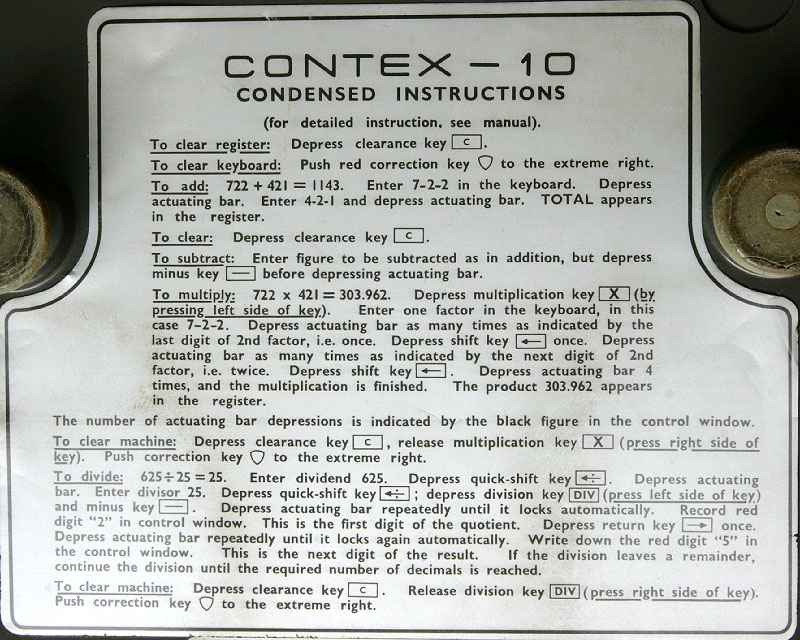 CONTEX – 10
CONDENSED INSTRUCTIONS
(for detailed instruction, see manual).
To clear register: Depress clearance key C.
To clear keyboard: Push red correction key to the extreme right.
To add: 722 + 421 = 1143. Enter 7-2-2 in the keyboard. Depress
actuating bar. Enter 4-2-1 and depress actuating bar. TOTAL appears
in the register.
To clear: Depress clearance key C.
To subtract: Enter figure to be subtracted as in addition, but depress
minus key — before depressing actuating bar.
To multiply: 722 x 421 = 303.962. Depress multiplication key X (by
pressing left side of key). Enter one factor in the keyboard, in this
case 7-2-2. Depress actuating bar as many times as indicated by the
last digit of 2nd factor, i.e. once. Depress shift key ← once. Depress
actuating bar as many times as indicated by the next digit of 2nd
factor, i.e. twice. Depress shift key ←. Depress actuating bar 4
times, and the multiplication is finished. The product 303.962 appears
in the register.
The number of actuating bar depressions is indicated by the black figure in the control window.
To clear machine: Depress clearance key C, release multiplication key X (press right side of
key). Push correction key to the extreme right.
To divide: 625÷25 = 25. Enter dividend 625. Depress quick-shift key ←÷. Depress actuating
bar. Enter divisor 25. Depress quick-shift key ←÷; depress division key DIV (press left side of key)
and minus key —. Depress actuating bar repeatedly until it locks automatically. Record red
digit “2” in control window. This is the first digit of the quotient. Depress return key → once.
Depress actuating bar repeatedly until it locks again automatically. Write down the red digit “5” in
the control window. This is the next digit of the result. If the division leaves a remainder,
continue the division until the required number of decimals is reached.
To clear machine: Depress clearance key C. Release division key DIV (press right side of key).
Push correction key to the extreme right.